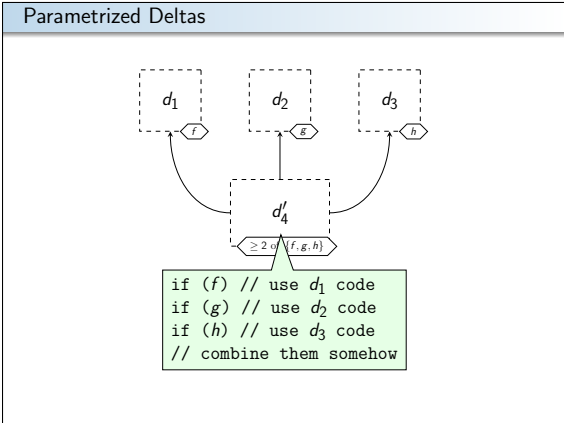 Parametrized Deltas
d₁ d₂ d₃
f g h
d′₄
≥ 2 of {f, g, h}
if (f) // use d₁ code
if (g) // use d₂ code
if (h) // use d₃ code
// combine them somehow